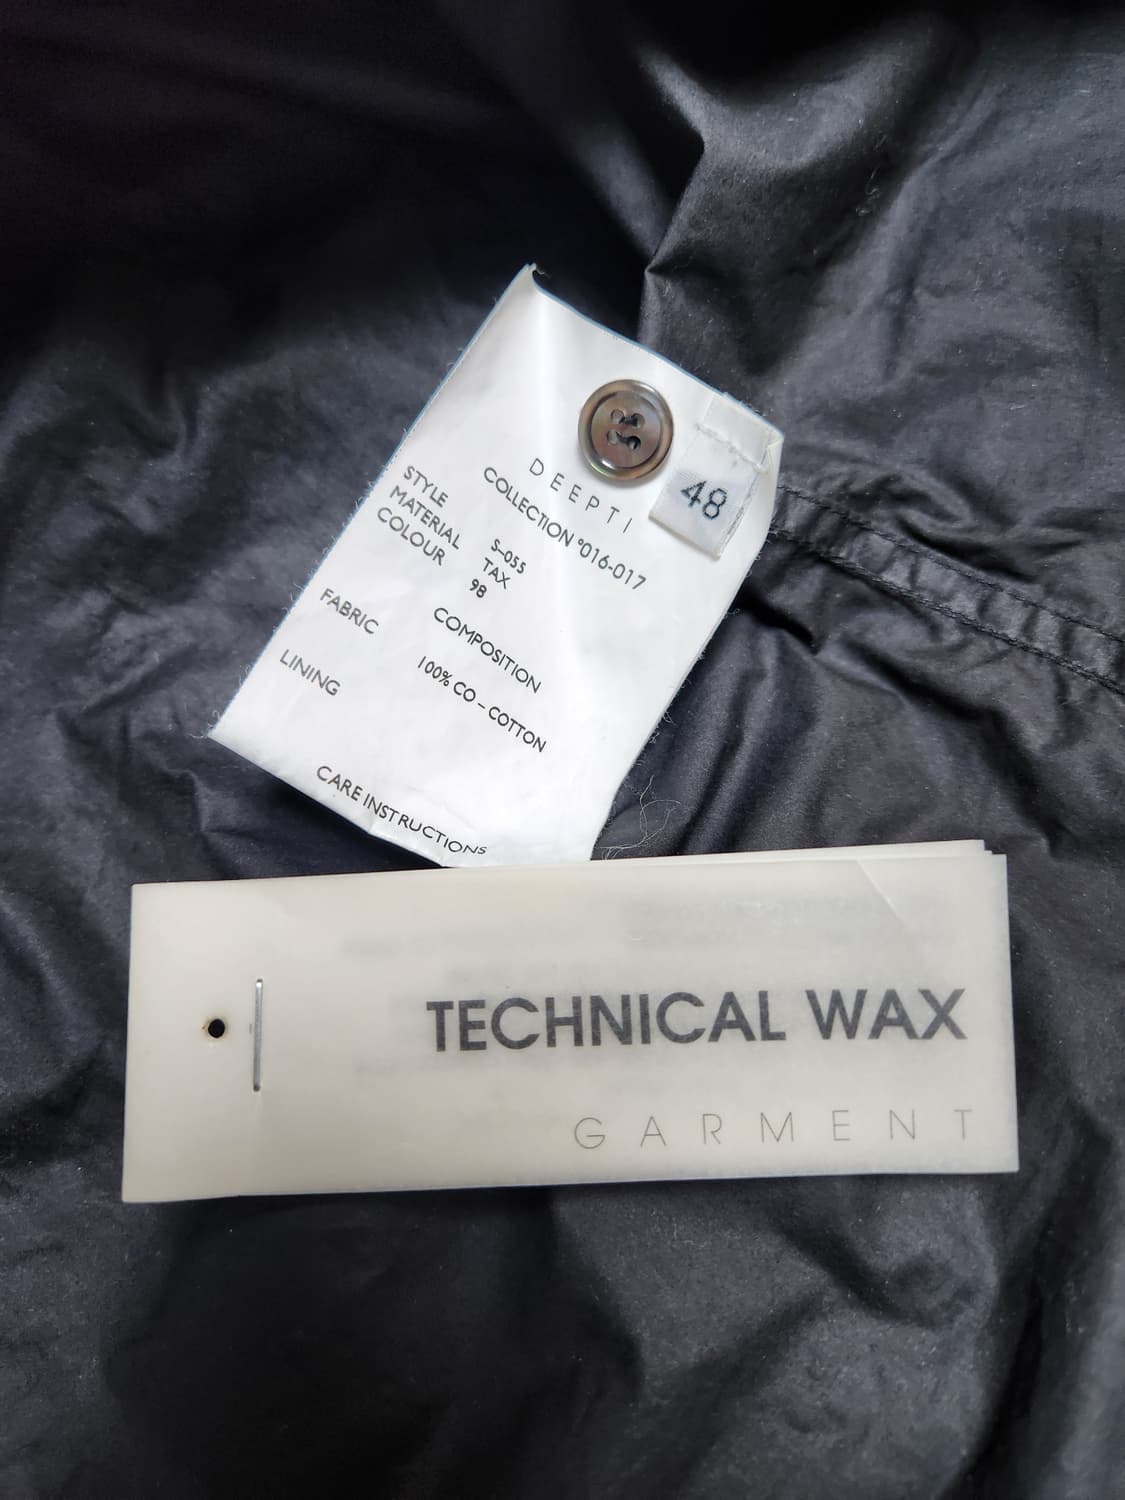 48
DEEPTI
COLLECTION °016-017
STYLE S-055
MATERIAL TAX
COLOUR 98
COMPOSITION
FABRIC 100% CO – COTTON
LINING
CARE INSTRUCTIONS
TECHNICAL WAX
GARMENT